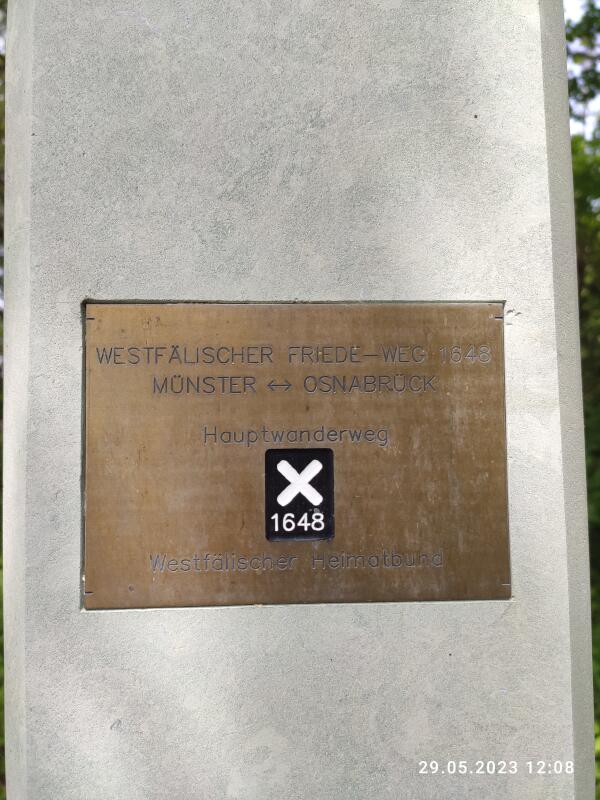 WESTFÄLISCHER FRIEDE-WEG 1648
MÜNSTER ↔ OSNABRÜCK
Hauptwanderweg
X
1648
Westfälischer Heimatbund
29.05.2023 12:08